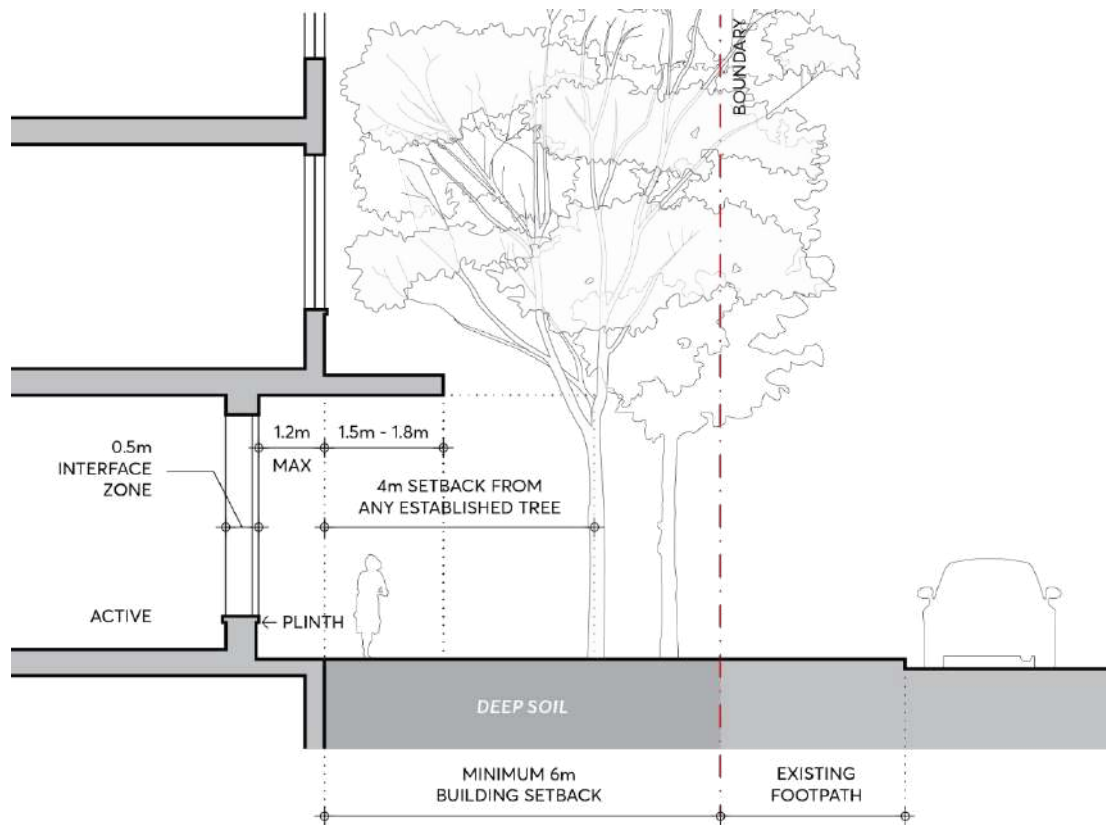 BOUNDARY
1.2m
MAX
1.5m - 1.8m
0.5m
INTERFACE
ZONE
4m SETBACK FROM
ANY ESTABLISHED TREE
ACTIVE
← PLINTH
DEEP SOIL
MINIMUM 6m
BUILDING SETBACK
EXISTING
FOOTPATH